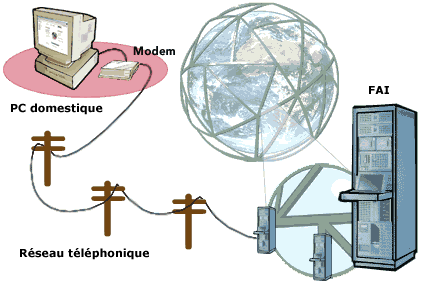 Modem
PC domestique
FAI
Réseau téléphonique